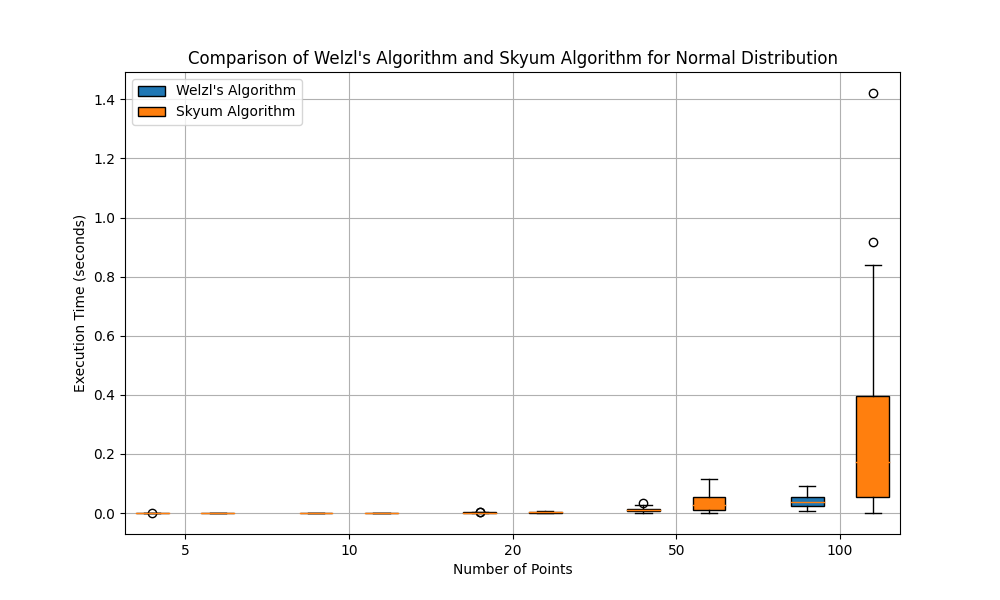 Comparison of Welzl's Algorithm and Skyum Algorithm for Normal Distribution
Welzl's Algorithm
Skyum Algorithm
1.4
1.2
1.0
0.8
0.6
0.4
0.2
0.0
Execution Time (seconds)
5 10 20 50 100
Number of Points